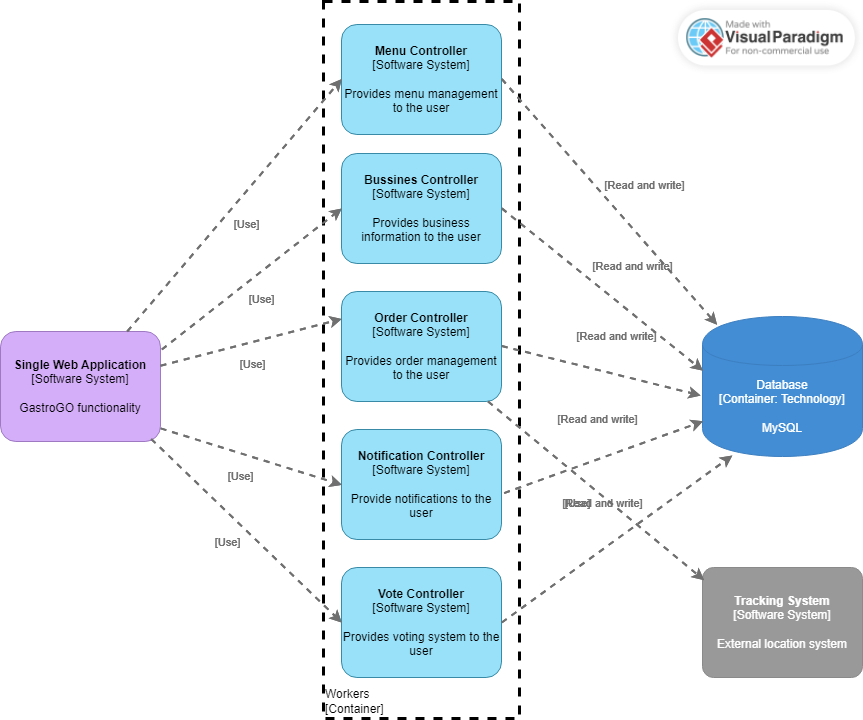 Made with
VisualParadigm
For non-commercial use
Menu Controller
[Software System]
Provides menu management
to the user
[Read and write]
Bussines Controller
[Software System]
Provides business
information to the user
[Use]
[Read and write]
[Use]
Order Controller
[Software System]
Provides order management
to the user
[Read and write]
[Use]
Single Web Application
[Software System]
GastroGO functionality
Database
[Container: Technology]
MySQL
[Read and write]
Notification Controller
[Software System]
Provide notifications to the
user
[Use]
[Use]
[Read and write]
[Use]
Vote Controller
[Software System]
Provides voting system to the
user
Tracking System
[Software System]
External location system
Workers
[Container]